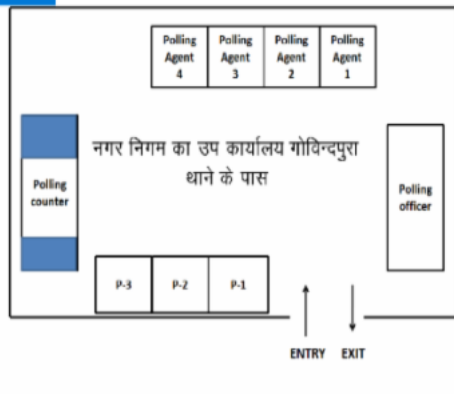 Polling Agent 4
Polling Agent 3
Polling Agent 2
Polling Agent 1
नगर निगम का उप कार्यालय गोविन्दपुरा
थाने के पास
Polling counter
Polling officer
P-3
P-2
P-1
ENTRY
EXIT